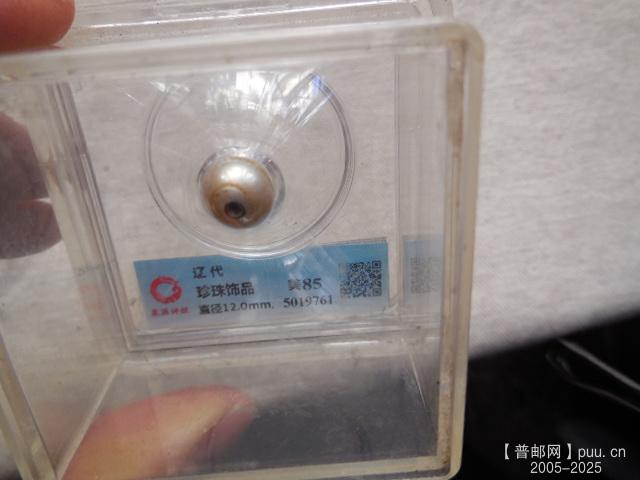 辽代
珍珠饰品 美85
直径12.0mm, 5019761
【普邮网】puu.cn
2005-2025